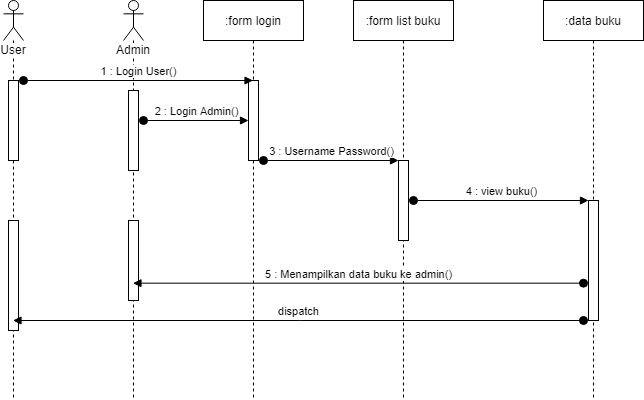 :form login
:form list buku
:data buku
User
Admin
1 : Login User()
2 : Login Admin()
3 : Username Password()
4 : view buku()
5 : Menampilkan data buku ke admin()
dispatch